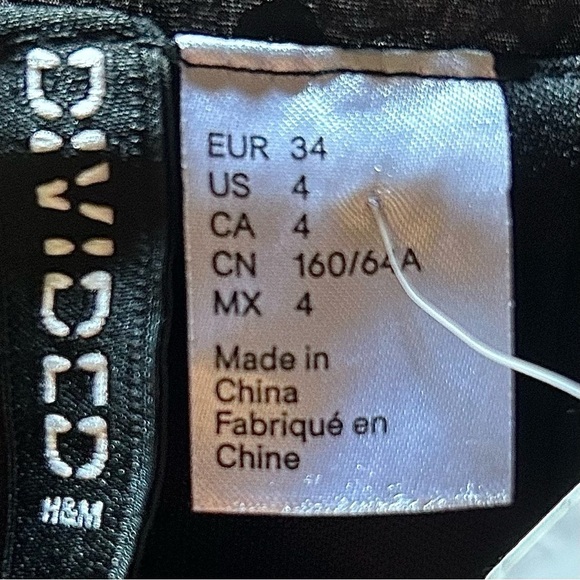 DIVIDED
H&M
EUR 34
US 4
CA 4
CN 160/64A
MX 4
Made in
China
Fabriqué en
Chine